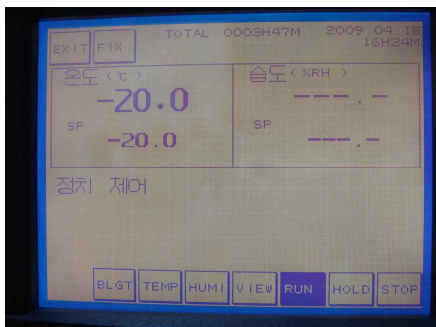 EXIT FIX TOTAL 0003H47M 2009 04 18
16H24M
온도 (℃) 습도 (%RH)
-20.0 ---.-
SP -20.0 SP ---.-
정치 제어
BLGT TEMP HUMI VIEW RUN HOLD STOP